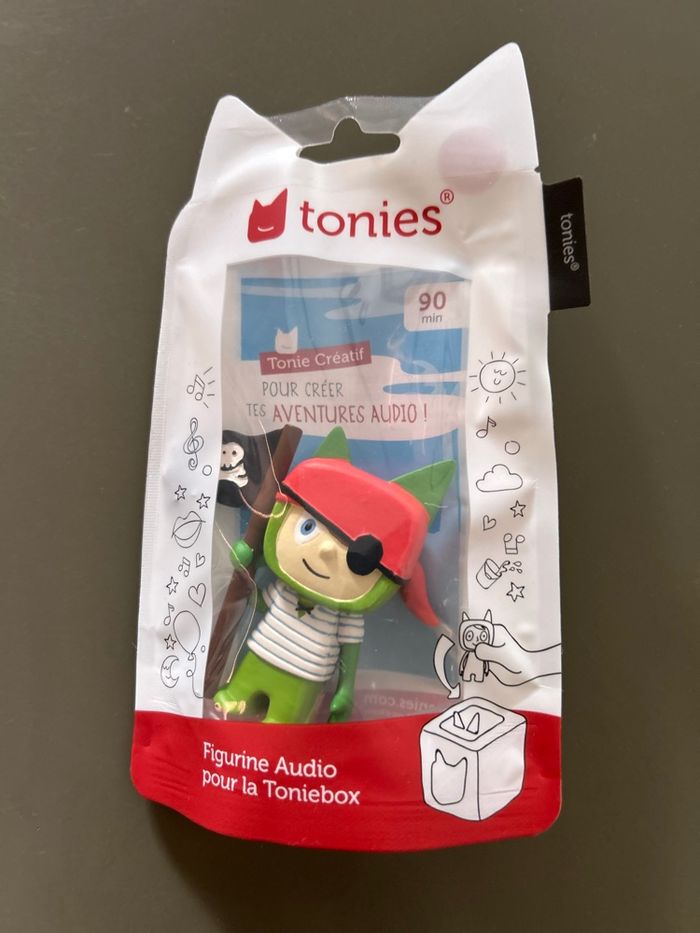 tonies®
tonies®
90
min
Tonie Créatif
POUR CRÉER
TES AVENTURES AUDIO !
Figurine Audio
pour la Toniebox